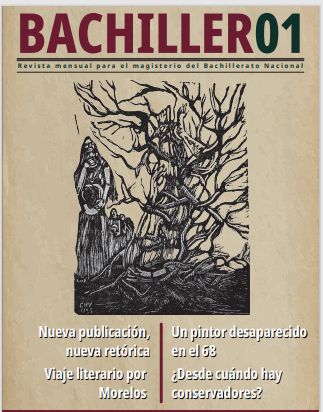 BACHILLER01
Revista mensual para el magisterio del Bachillerato Nacional
Nueva publicación,
nueva retórica
Viaje literario por
Morelos
Un pintor desaparecido
en el 68
¿Desde cuándo hay
conservadores?